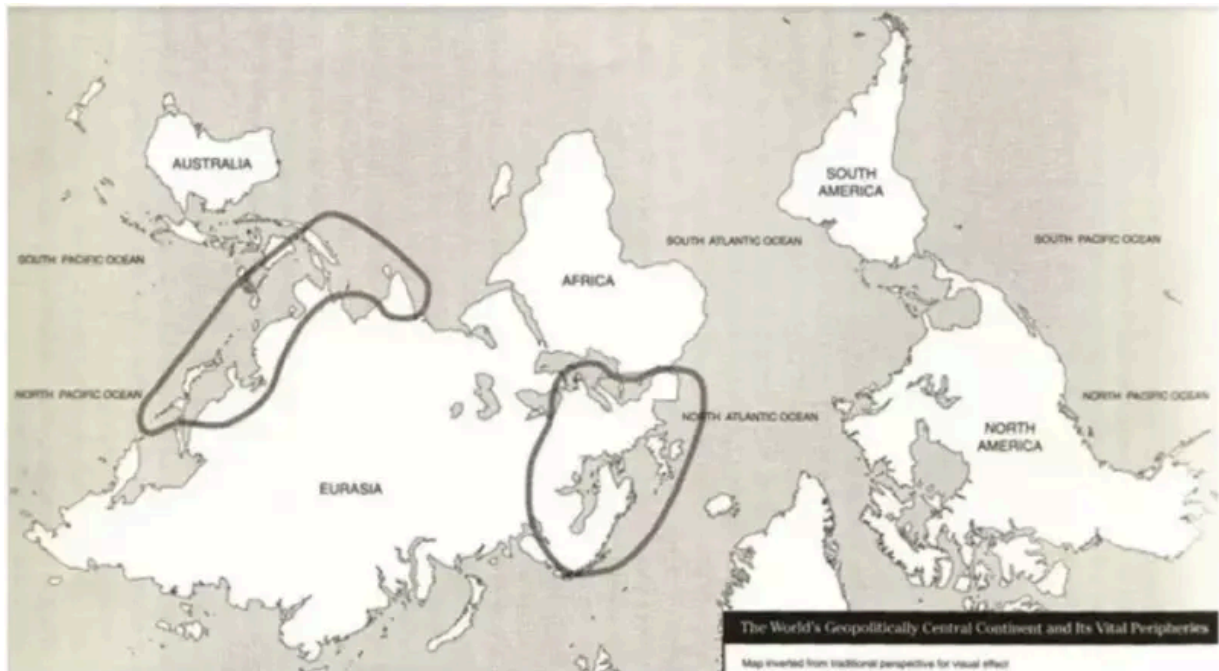 AUSTRALIA
SOUTH
AMERICA
SOUTH PACIFIC OCEAN
SOUTH ATLANTIC OCEAN
SOUTH PACIFIC OCEAN
AFRICA
NORTH PACIFIC OCEAN
NORTH ATLANTIC OCEAN
NORTH PACIFIC OCEAN
NORTH
AMERICA
EURASIA
The World's Geopolitically Central Continent and Its Vital Peripheries
Map inverted from traditional perspective for visual effect